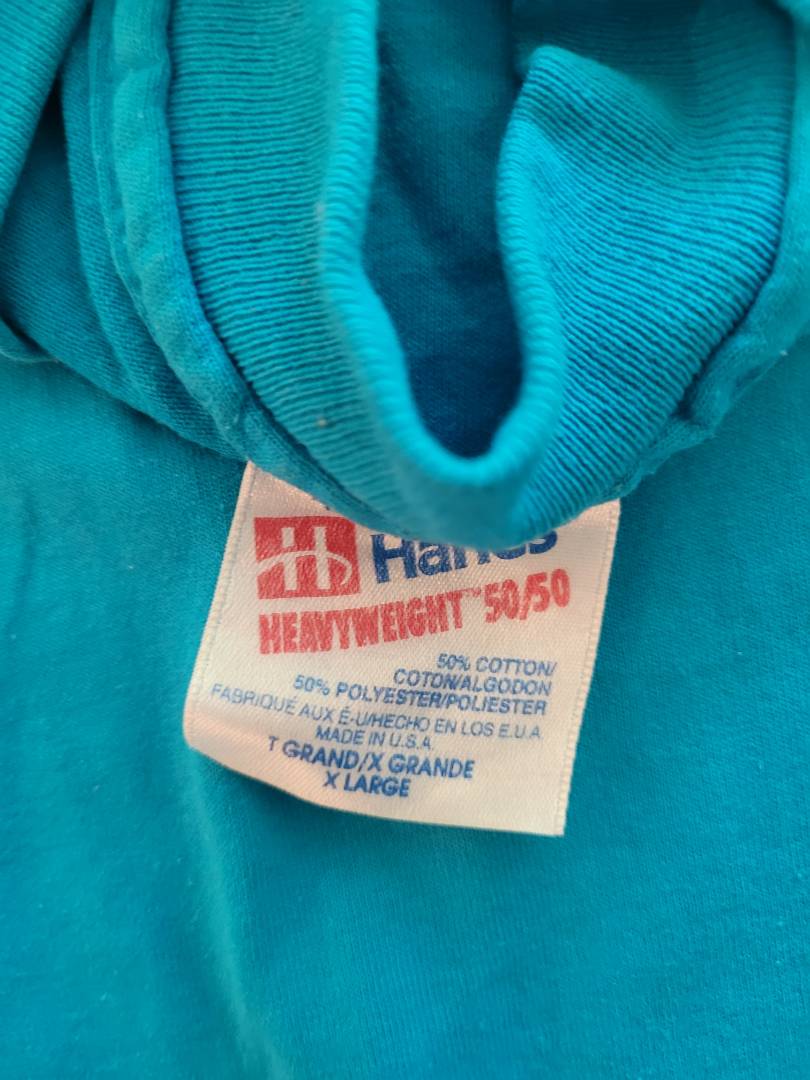 H Hanes
HEAVYWEIGHT™ 50/50
50% COTTON/
COTON/ALGODON
50% POLYESTER/POLIESTER
FABRIQUÉ AUX É-U/HECHO EN LOS E.U.A.
MADE IN U.S.A.
T GRAND/X GRANDE
X LARGE